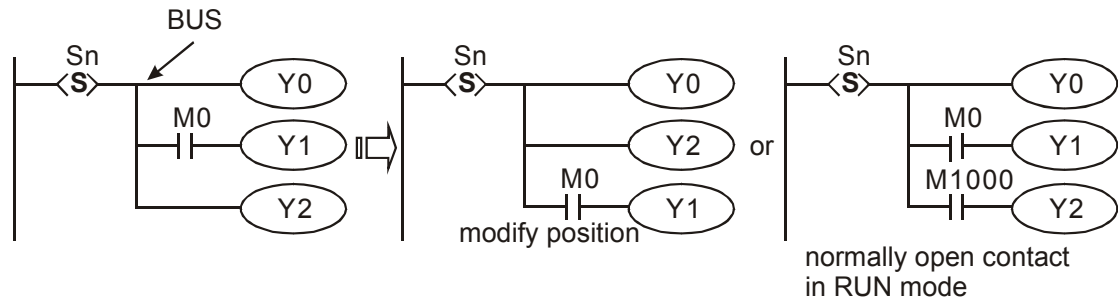 BUS
Sn
S
Y0
M0
Y1
Y2
Sn
S
Y0
Y2
M0
Y1
modify position
or
Sn
S
Y0
M0
Y1
M1000
Y2
normally open contact
in RUN mode